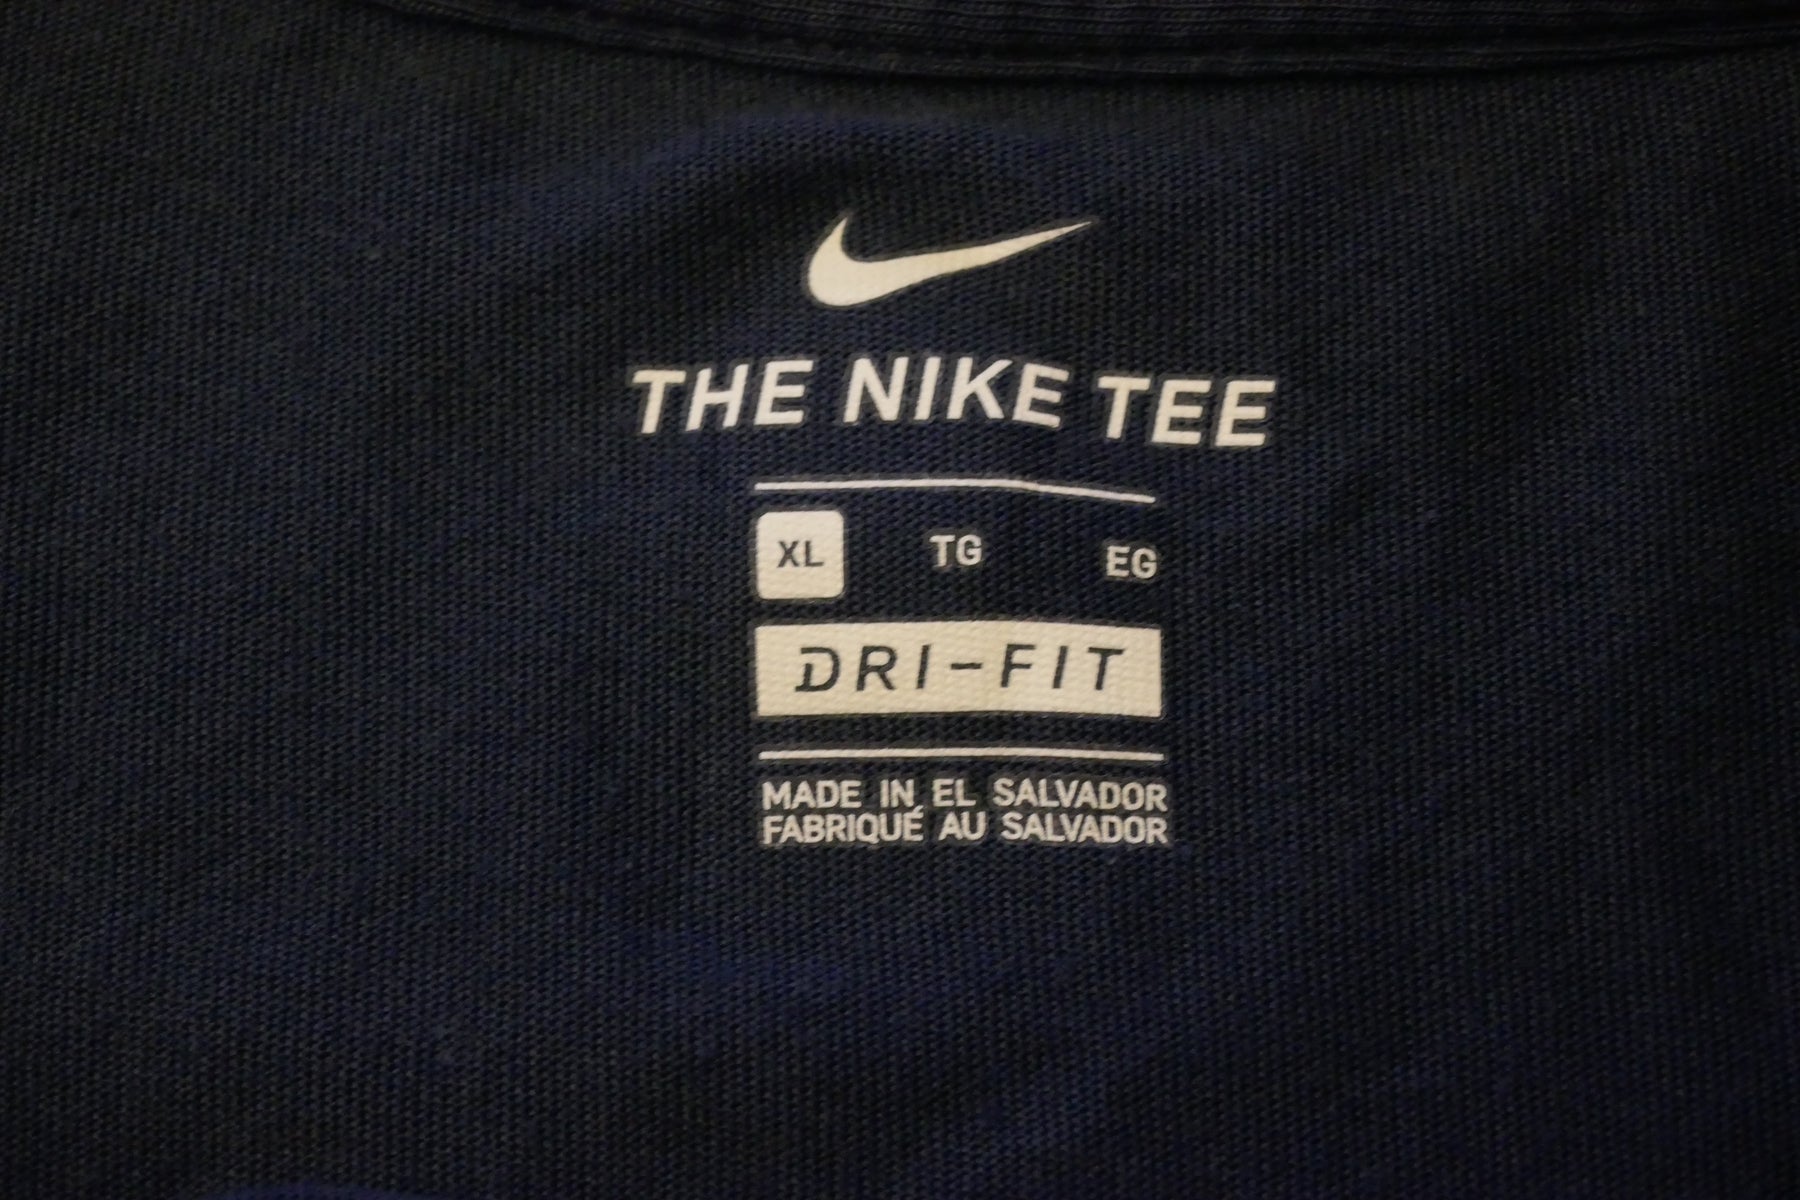 THE NIKE TEE
XL TG EG
DRI-FIT
MADE IN EL SALVADOR
FABRIQUÉ AU SALVADOR